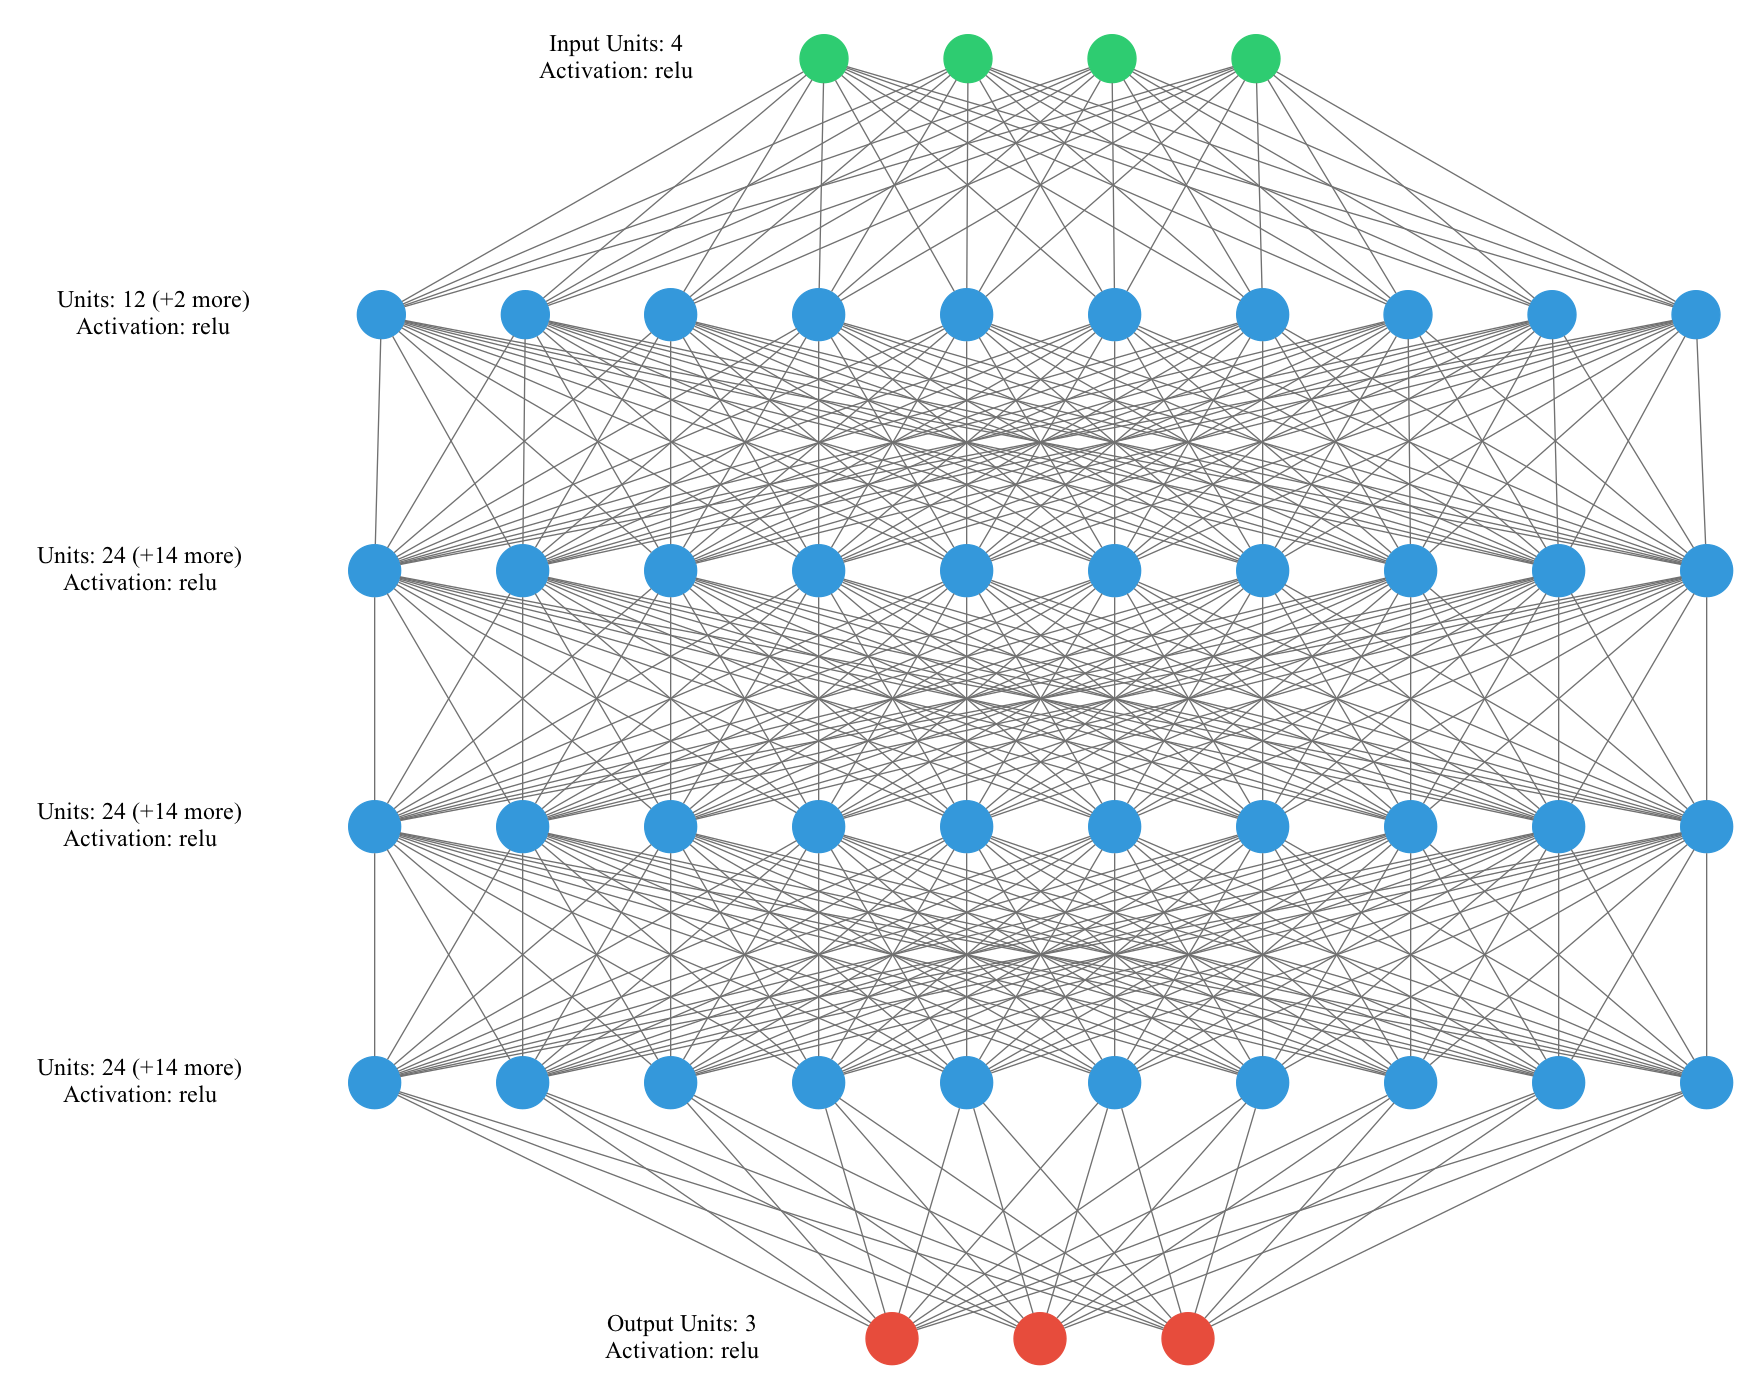 Input Units: 4
Activation: relu
Units: 12 (+2 more)
Activation: relu
Units: 24 (+14 more)
Activation: relu
Units: 24 (+14 more)
Activation: relu
Units: 24 (+14 more)
Activation: relu
Output Units: 3
Activation: relu